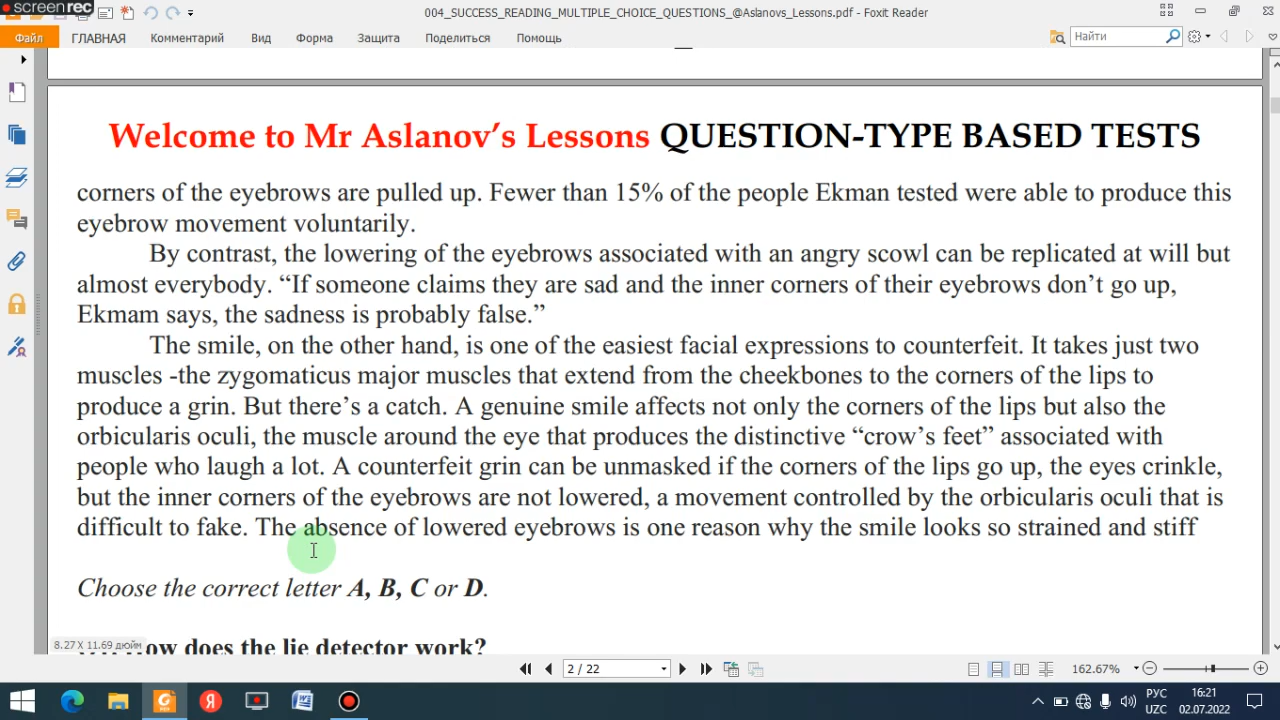 screen rec
004_SUCCESS_READING_MULTIPLE_CHOICE_QUESTIONS_@Aslanovs_Lessons.pdf - Foxit Reader
Файл ГЛАВНАЯ Комментарий Вид Форма Защита Поделиться Помощь Найти
Welcome to Mr Aslanov’s Lessons QUESTION-TYPE BASED TESTS
corners of the eyebrows are pulled up. Fewer than 15% of the people Ekman tested were able to produce this
eyebrow movement voluntarily.
By contrast, the lowering of the eyebrows associated with an angry scowl can be replicated at will but
almost everybody. “If someone claims they are sad and the inner corners of their eyebrows don’t go up,
Ekmam says, the sadness is probably false.”
The smile, on the other hand, is one of the easiest facial expressions to counterfeit. It takes just two
muscles -the zygomaticus major muscles that extend from the cheekbones to the corners of the lips to
produce a grin. But there’s a catch. A genuine smile affects not only the corners of the lips but also the
orbicularis oculi, the muscle around the eye that produces the distinctive “crow’s feet” associated with
people who laugh a lot. A counterfeit grin can be unmasked if the corners of the lips go up, the eyes crinkle,
but the inner corners of the eyebrows are not lowered, a movement controlled by the orbicularis oculi that is
difficult to fake. The absence of lowered eyebrows is one reason why the smile looks so strained and stiff
Choose the correct letter A, B, C or D.
how does the lie detector work?
8.27 X 11.69 дюйм
2 / 22 162.67%
РУС 16:21
UZC 02.07.2022